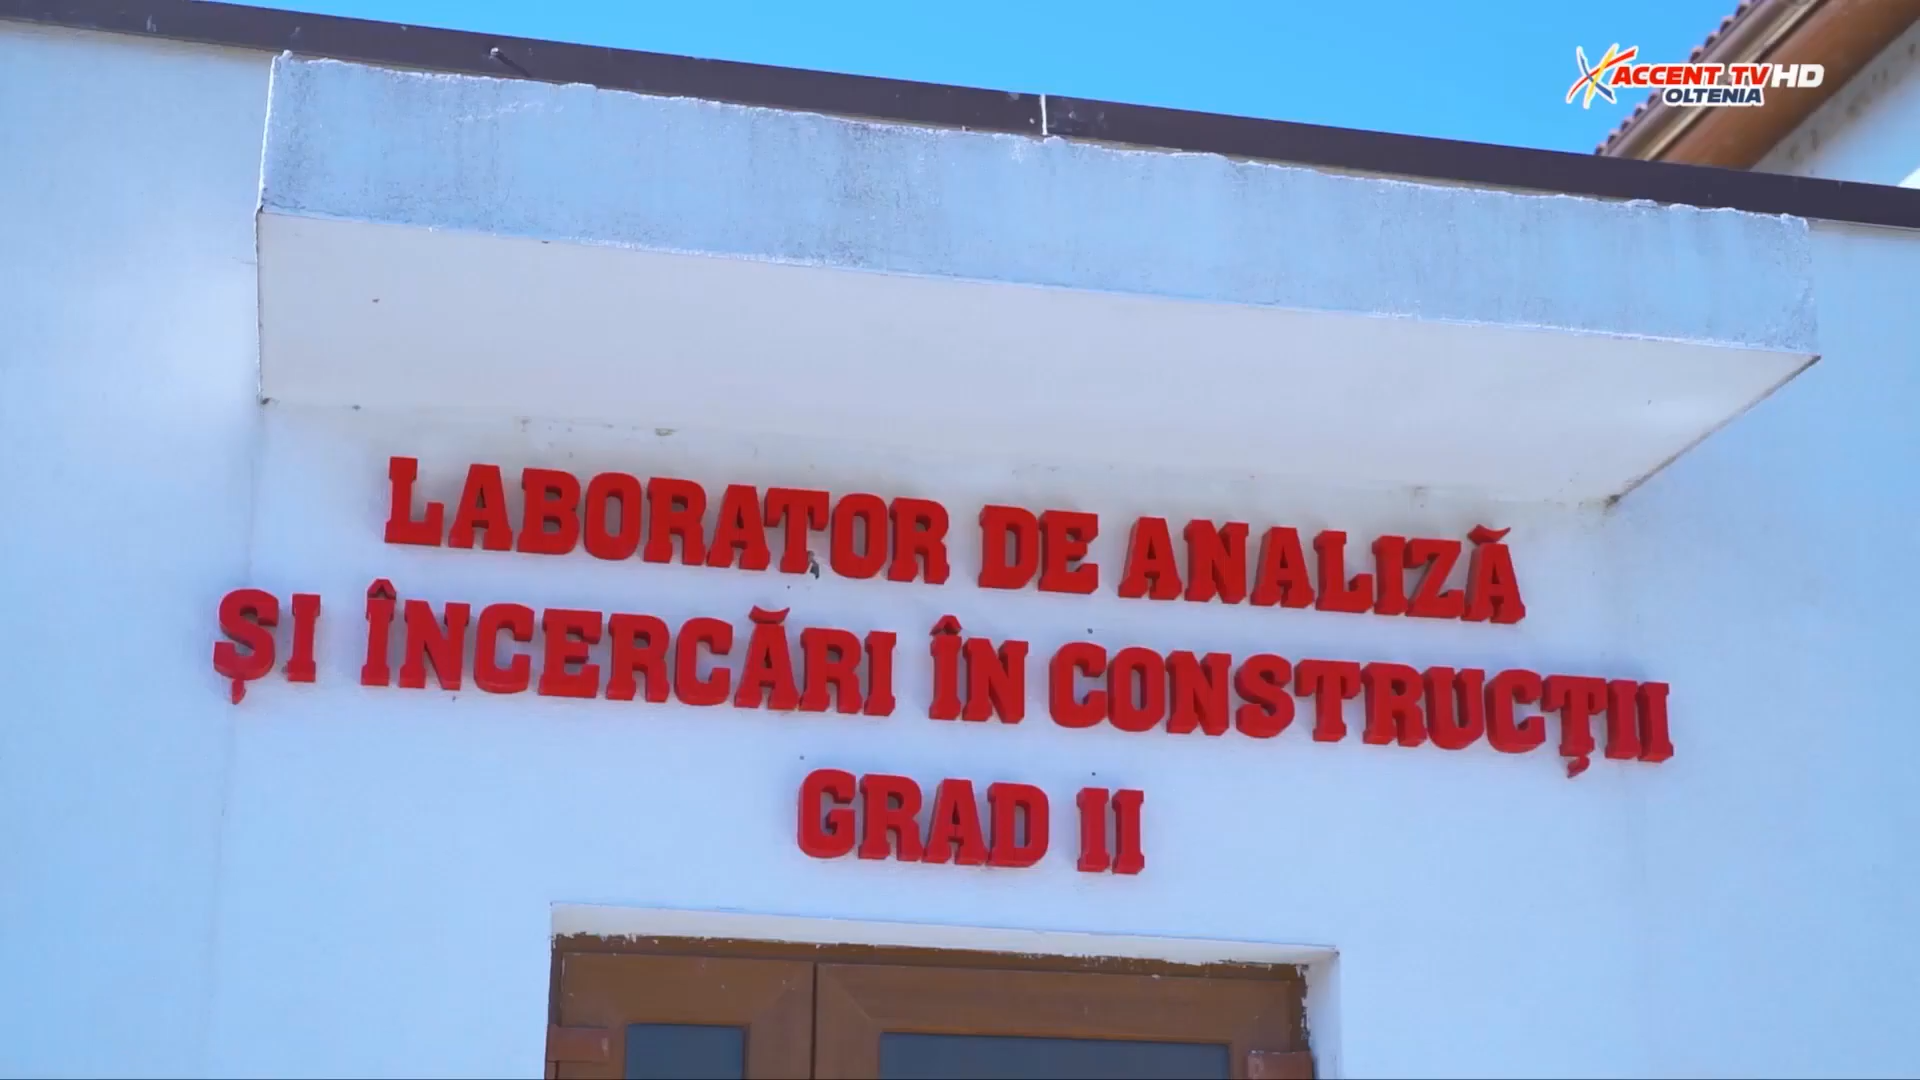 ACCENT TV HD
OLTENIA
LABORATOR DE ANALIZĂ
ȘI ÎNCERCĂRI ÎN CONSTRUCȚII
GRAD II